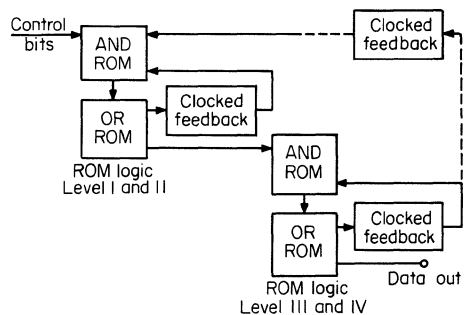 Control
bits
AND
ROM
Clocked
feedback
OR
ROM
Clocked
feedback
ROM logic
Level I and II
AND
ROM
OR
ROM
Clocked
feedback
Data out
ROM logic
Level III and IV